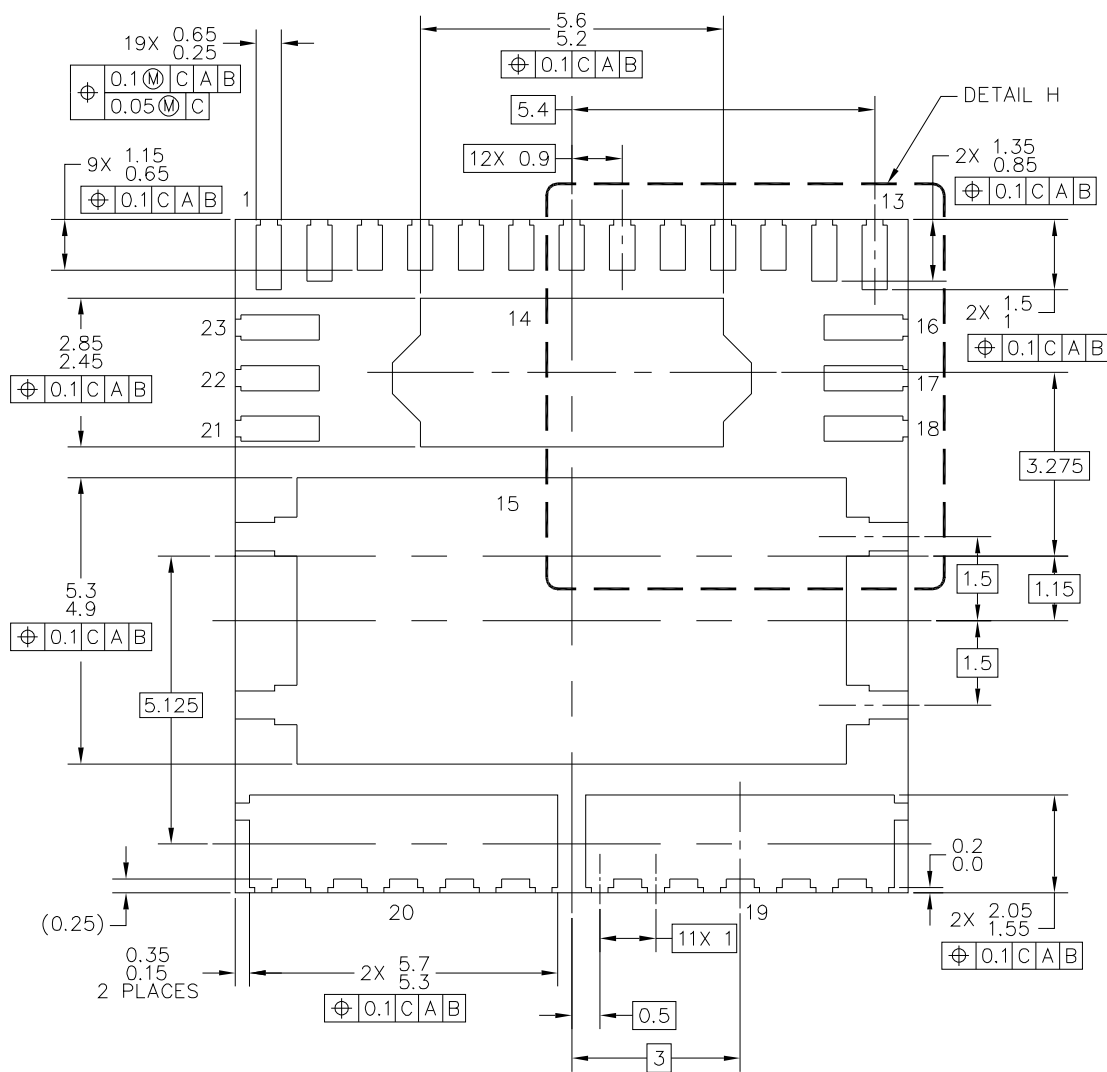 19X 0.65
0.25
⌖ 0.1 Ⓜ C A B
0.05 Ⓜ C
5.6
5.2
⌖ 0.1 C A B
5.4
DETAIL H
12X 0.9
9X 1.15
0.65
⌖ 0.1 C A B
2X 1.35
0.85
⌖ 0.1 C A B
1
13
14
23
16
2X 1.5
1
⌖ 0.1 C A B
2.85
2.45
⌖ 0.1 C A B
22
17
21
18
3.275
15
5.3
4.9
⌖ 0.1 C A B
1.5
1.15
1.5
5.125
0.2
0.0
(0.25)
20
19
2X 2.05
1.55
⌖ 0.1 C A B
11X 1
0.35
0.15
2 PLACES
2X 5.7
5.3
⌖ 0.1 C A B
0.5
3